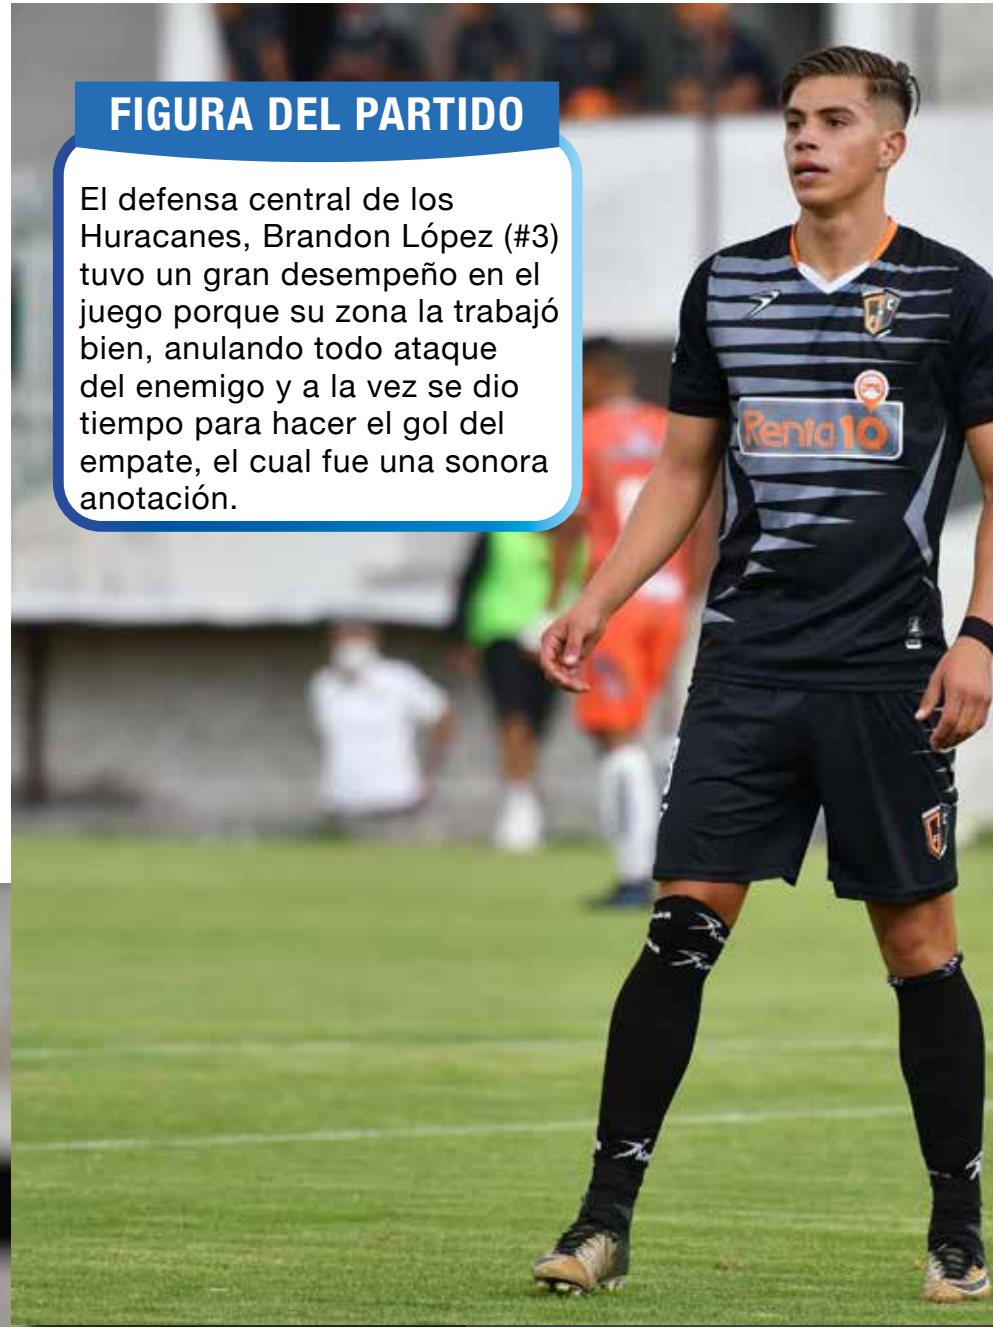 FIGURA DEL PARTIDO
El defensa central de los
Huracanes, Brandon López (#3)
tuvo un gran desempeño en el
juego porque su zona la trabajó
bien, anulando todo ataque
del enemigo y a la vez se dio
tiempo para hacer el gol del
empate, el cual fue una sonora
anotación.
Renta10